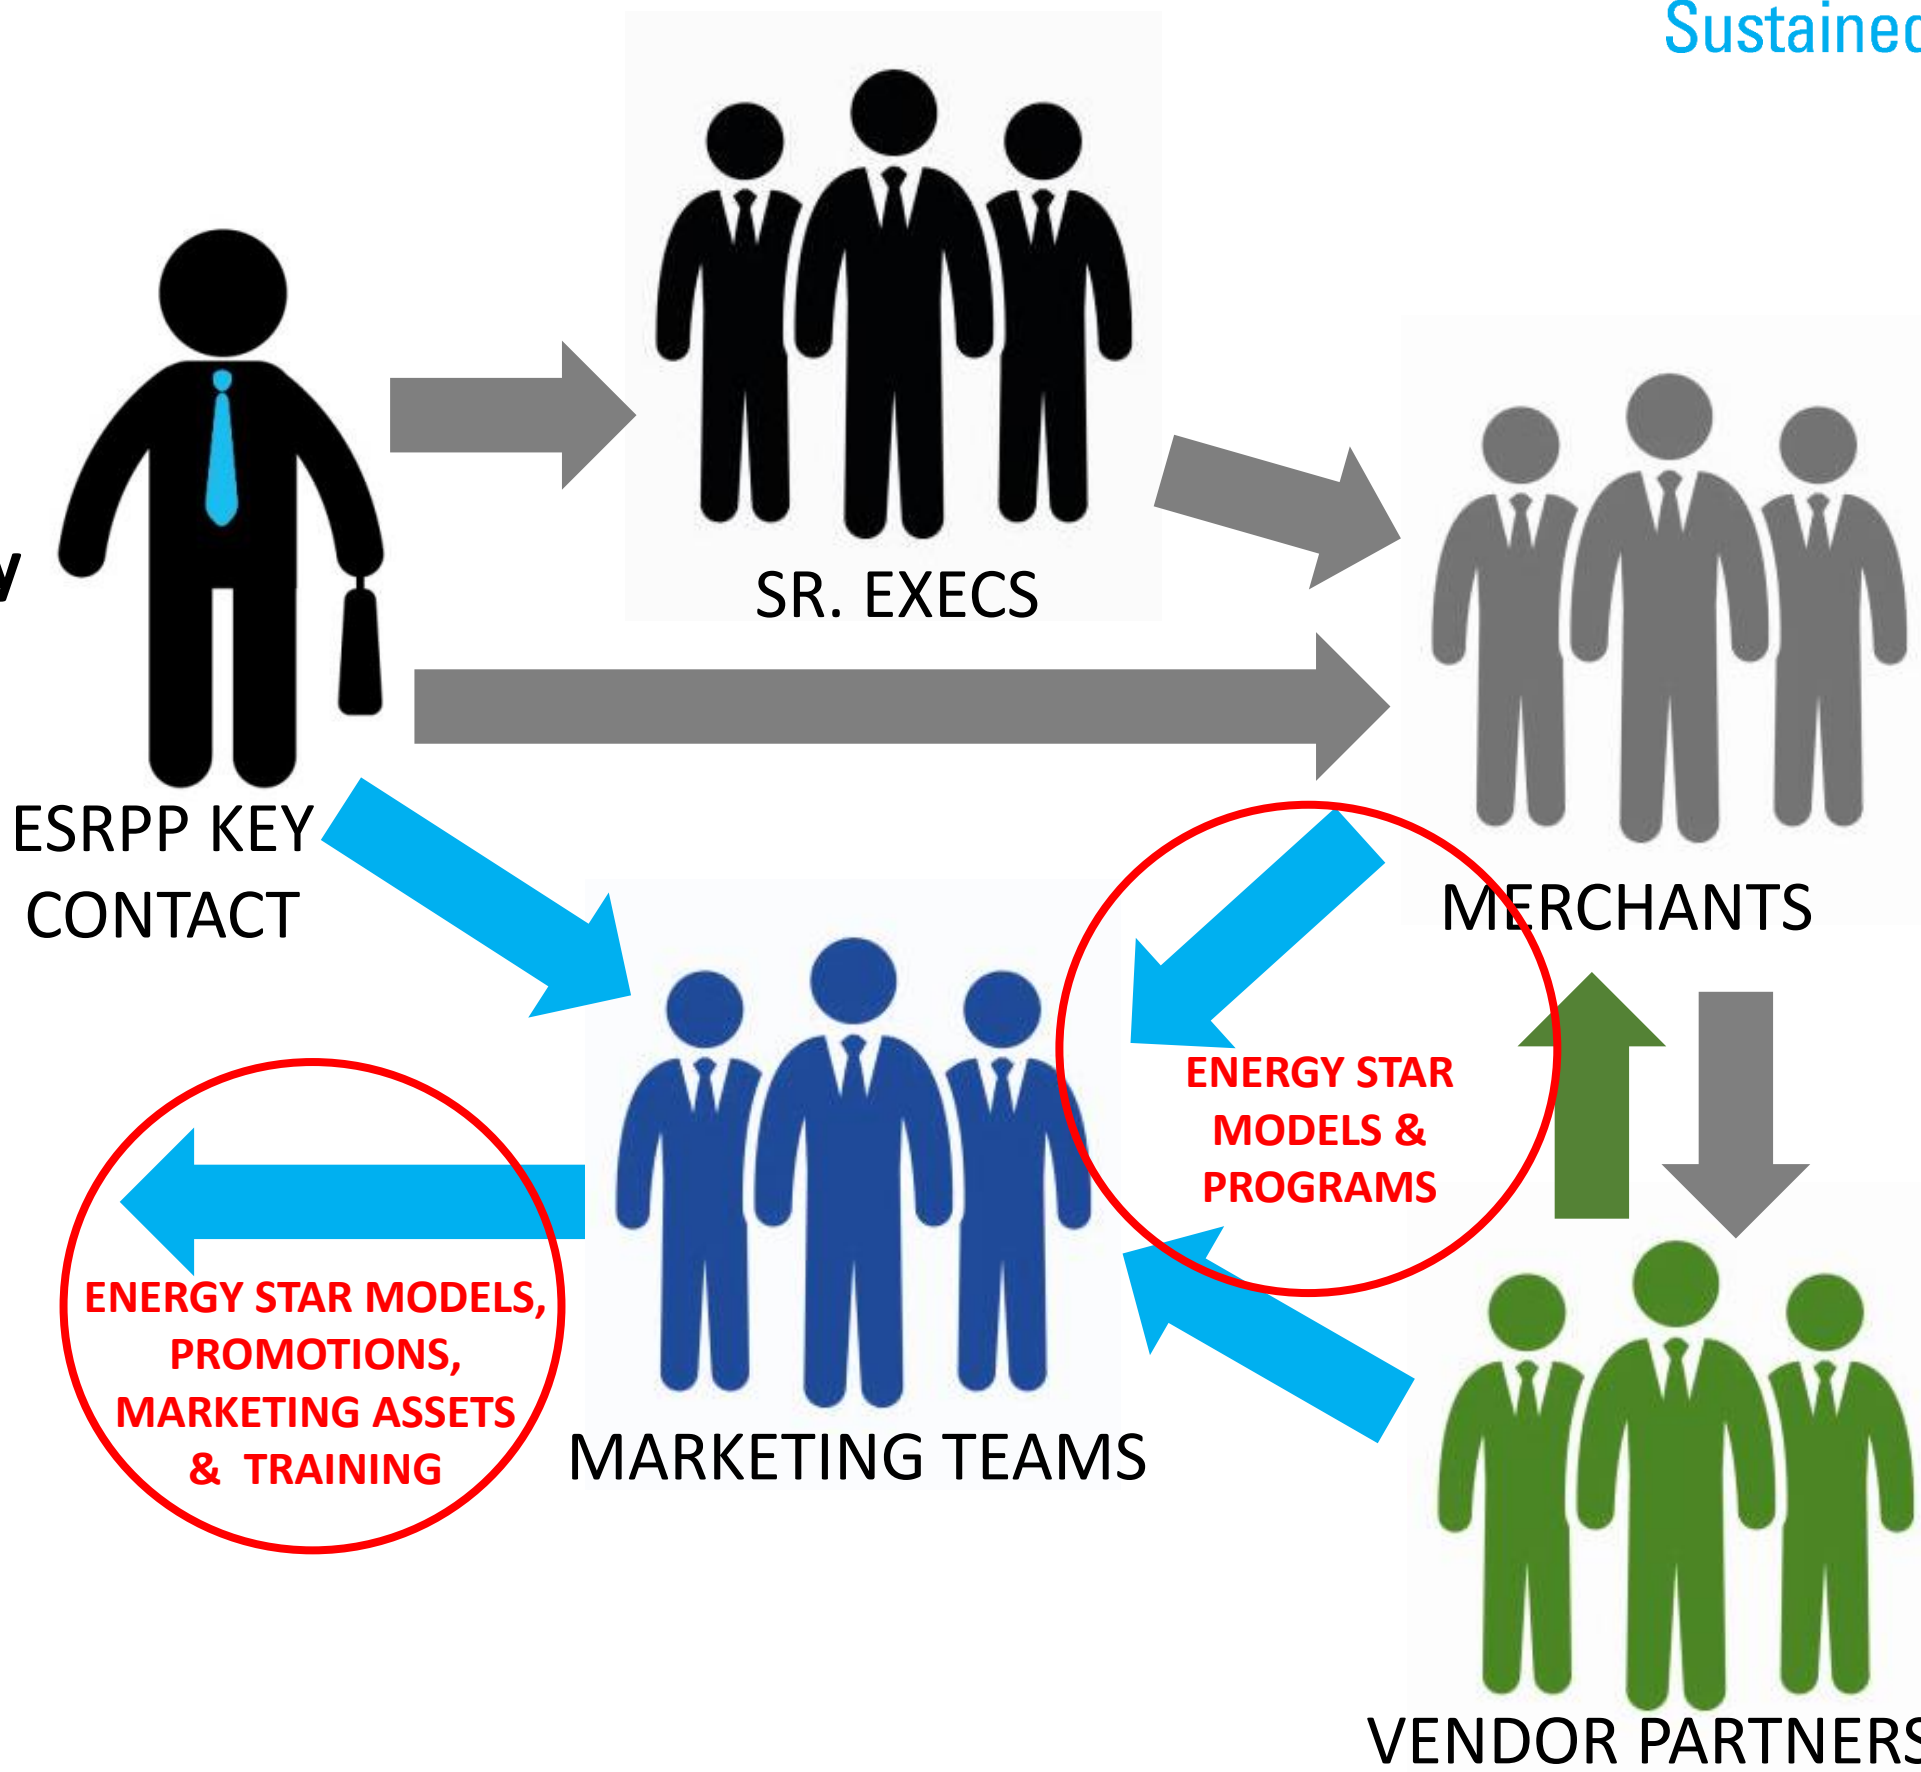 Sustained
SR. EXECS
ESRPP KEY
CONTACT
MERCHANTS
ENERGY STAR
MODELS &
PROGRAMS
ENERGY STAR MODELS,
PROMOTIONS,
MARKETING ASSETS
& TRAINING
MARKETING TEAMS
VENDOR PARTNERS